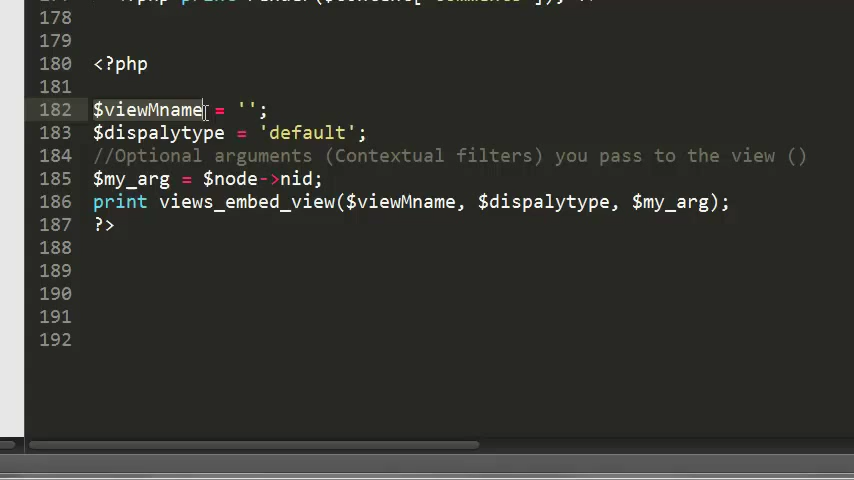 178
179
180 <?php
181
182 $viewMname = '';
183 $dispalytype = 'default';
184 //Optional arguments (Contextual filters) you pass to the view ()
185 $my_arg = $node->nid;
186 print views_embed_view($viewMname, $dispalytype, $my_arg);
187 ?>
188
189
190
191
192